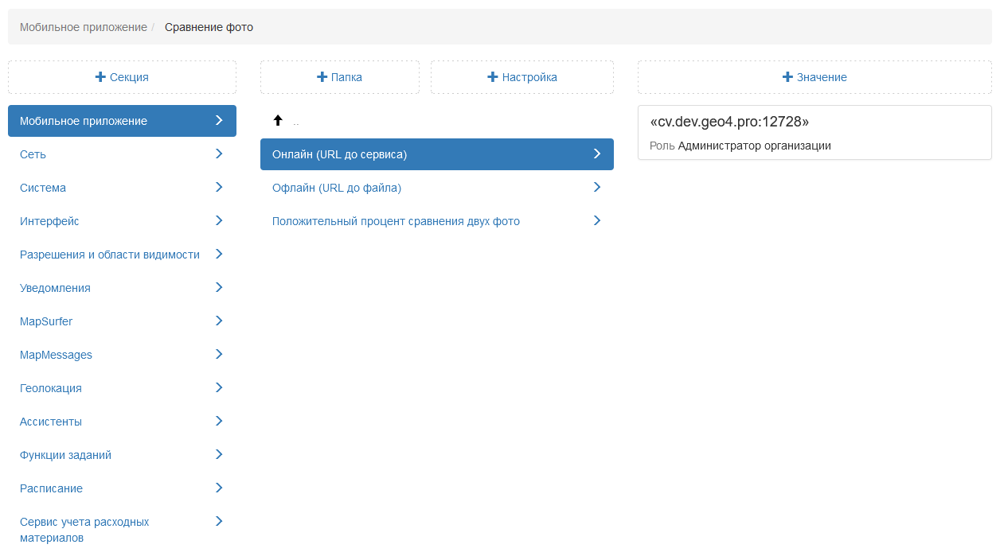 Мобильное приложение / Сравнение фото
Секция
Папка
Настройка
Значение
Мобильное приложение
Сеть
Система
Интерфейс
Разрешения и области видимости
Уведомления
MapSurfer
MapMessages
Геолокация
Ассистенты
Функции заданий
Расписание
Сервис учета расходных
материалов
..
Онлайн (URL до сервиса)
Офлайн (URL до файла)
Положительный процент сравнения двух фото
«cv.dev.geo4.pro:12728»
Роль Администратор организации